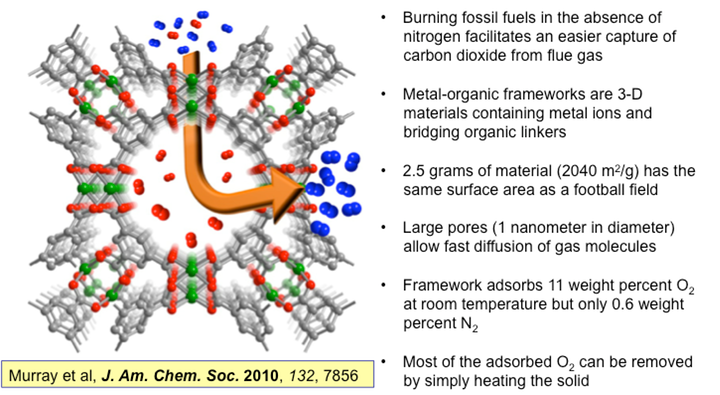 • Burning fossil fuels in the absence of
nitrogen facilitates an easier capture of
carbon dioxide from flue gas
• Metal-organic frameworks are 3-D
materials containing metal ions and
bridging organic linkers
• 2.5 grams of material (2040 m²/g) has the
same surface area as a football field
• Large pores (1 nanometer in diameter)
allow fast diffusion of gas molecules
• Framework adsorbs 11 weight percent O₂
at room temperature but only 0.6 weight
percent N₂
• Most of the adsorbed O₂ can be removed
by simply heating the solid
Murray et al, J. Am. Chem. Soc. 2010, 132, 7856